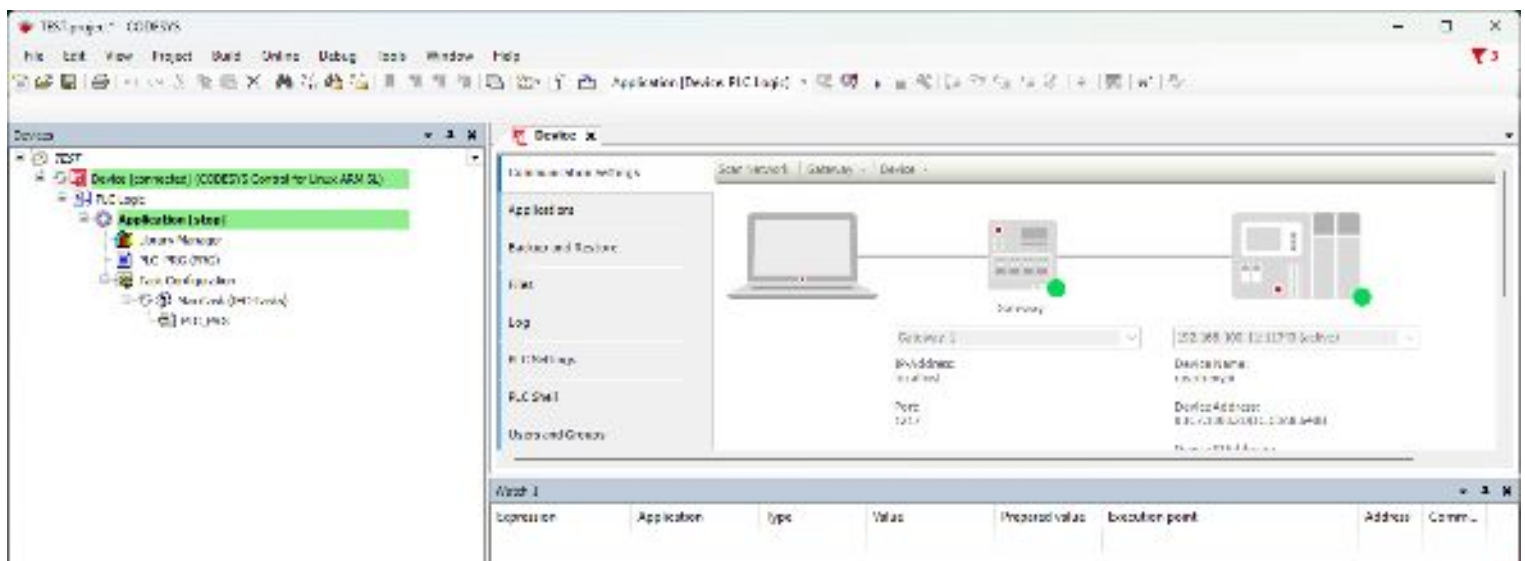 TEST.project* - CODESYS
File Edit View Project Build Online Debug Tools Window Help
3
Application [Device: PLC Logic]
Devices
Device
TEST
Device [connected] (CODESYS Control for Linux ARM SL)
PLC Logic
Application [stop]
Library Manager
PLC_PRG (PRG)
Task Configuration
MainTask (IEC-Tasks)
PLC_PRG
Communication Settings
Applications
Backup and Restore
Files
Log
PLC Settings
PLC Shell
Users and Groups
Scan Network Gateway Device
Gateway
Gateway-1
IP-Address:
localhost
Port:
1217
(active)
Device Name:
Device Address:
Watch 1
Expression Application Type Value Prepared value Execution point Address Comm...